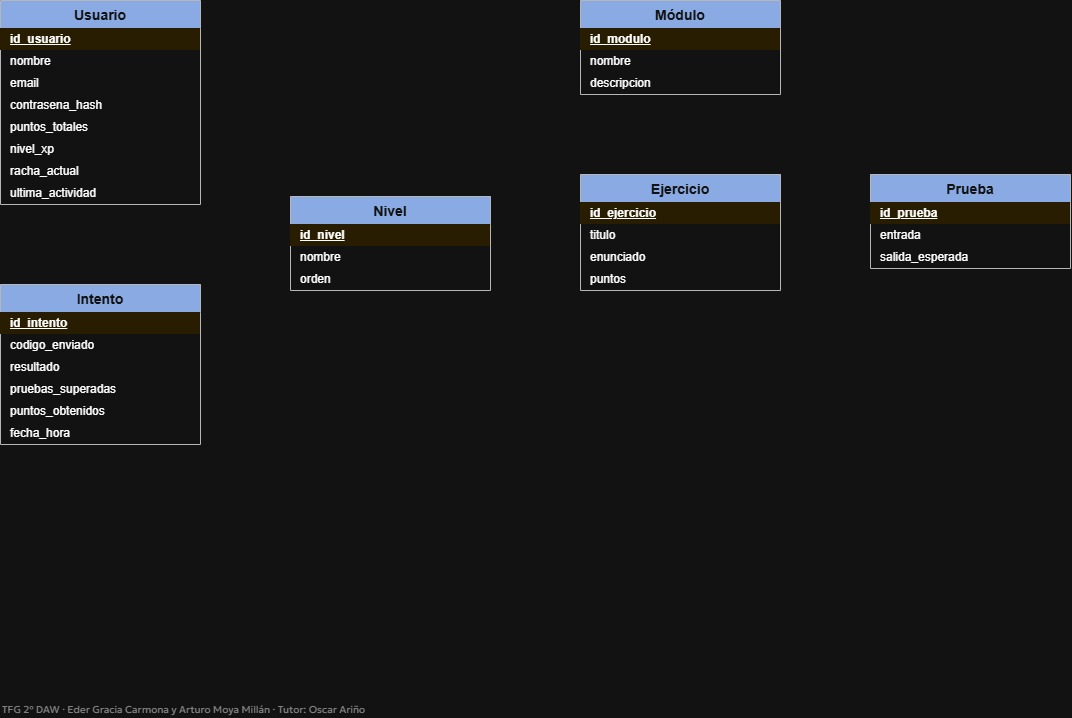 Usuario
id_usuario
nombre
email
contrasena_hash
puntos_totales
nivel_xp
racha_actual
ultima_actividad
Módulo
id_modulo
nombre
descripcion
Nivel
id_nivel
nombre
orden
Ejercicio
id_ejercicio
titulo
enunciado
puntos
Prueba
id_prueba
entrada
salida_esperada
Intento
id_intento
codigo_enviado
resultado
pruebas_superadas
puntos_obtenidos
fecha_hora
TFG 2º DAW · Eder Gracia Carmona y Arturo Moya Millán · Tutor: Oscar Ariño